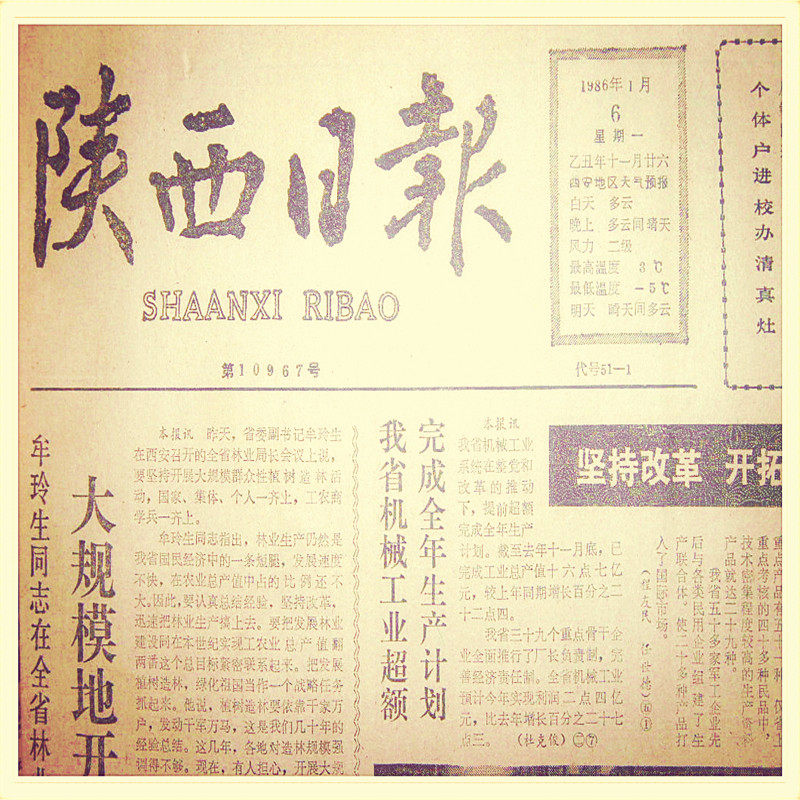 陕西日報
SHAANXI RIBAO
第10967号
代号51—1
1986年1月
6
星期一
乙丑年十一月廿六
西安地区天气预报
白天 多云
晚上 多云间晴天
风力 二级
最高温度 3℃
最低温度 －5℃
明天 晴天间多云
个体户进校办清真灶
牟玲生同志在全省林业
大规模地开
本报讯 昨天，省委副书记牟玲生
在西安召开的全省林业局长会议上说，
要坚持开展大规模群众性植树造林活
动，国家、集体、个人一齐上，工农商
学兵一齐上。
牟玲生同志指出，林业生产仍然是
我省国民经济中的一条短腿，发展速度
不快，在农业总产值中占的比例还不
大。因此，要认真总结经验，坚持改革，
迅速把林业生产搞上去。要把发展林业
建设同在本世纪实现工农业总产值翻
两番这个总目标紧密联系起来。把发展
植树造林，绿化祖国当作一个战略任务
抓起来。他说，植树造林要依靠千家万
户，发动千军万马，这是我们几十年的
经验总结。这几年，各地对造林规模强
调得不够。现在，有人担心，开展大规
完成全年生产计划
我省机械工业超额
本报讯
我省机械工业
系统在整党和
改革的推动
下，提前超额
完成全年生产
计划。截至去年十一月底，已
完成工业总产值十六点七亿
元，较上年同期增长百分之二
十二点四。
我省三十九个重点骨干企
业全面推行了厂长负责制，完
善经济责任制。全省机械工业
预计今年实现利润二点四亿
元，比去年增长百分之二十七
点三。 （杜克俊）㊁⑦
坚持改革 开拓
重点产品有五十一种，仅省上
重点考核的四十多种民品中，
技术密集程度较高的生产资料
产品就达二十九种。
我省五十多家军工企业先
后与各类民用企业组建了生
产联合体，使二十多种产品打
入了国际市场。